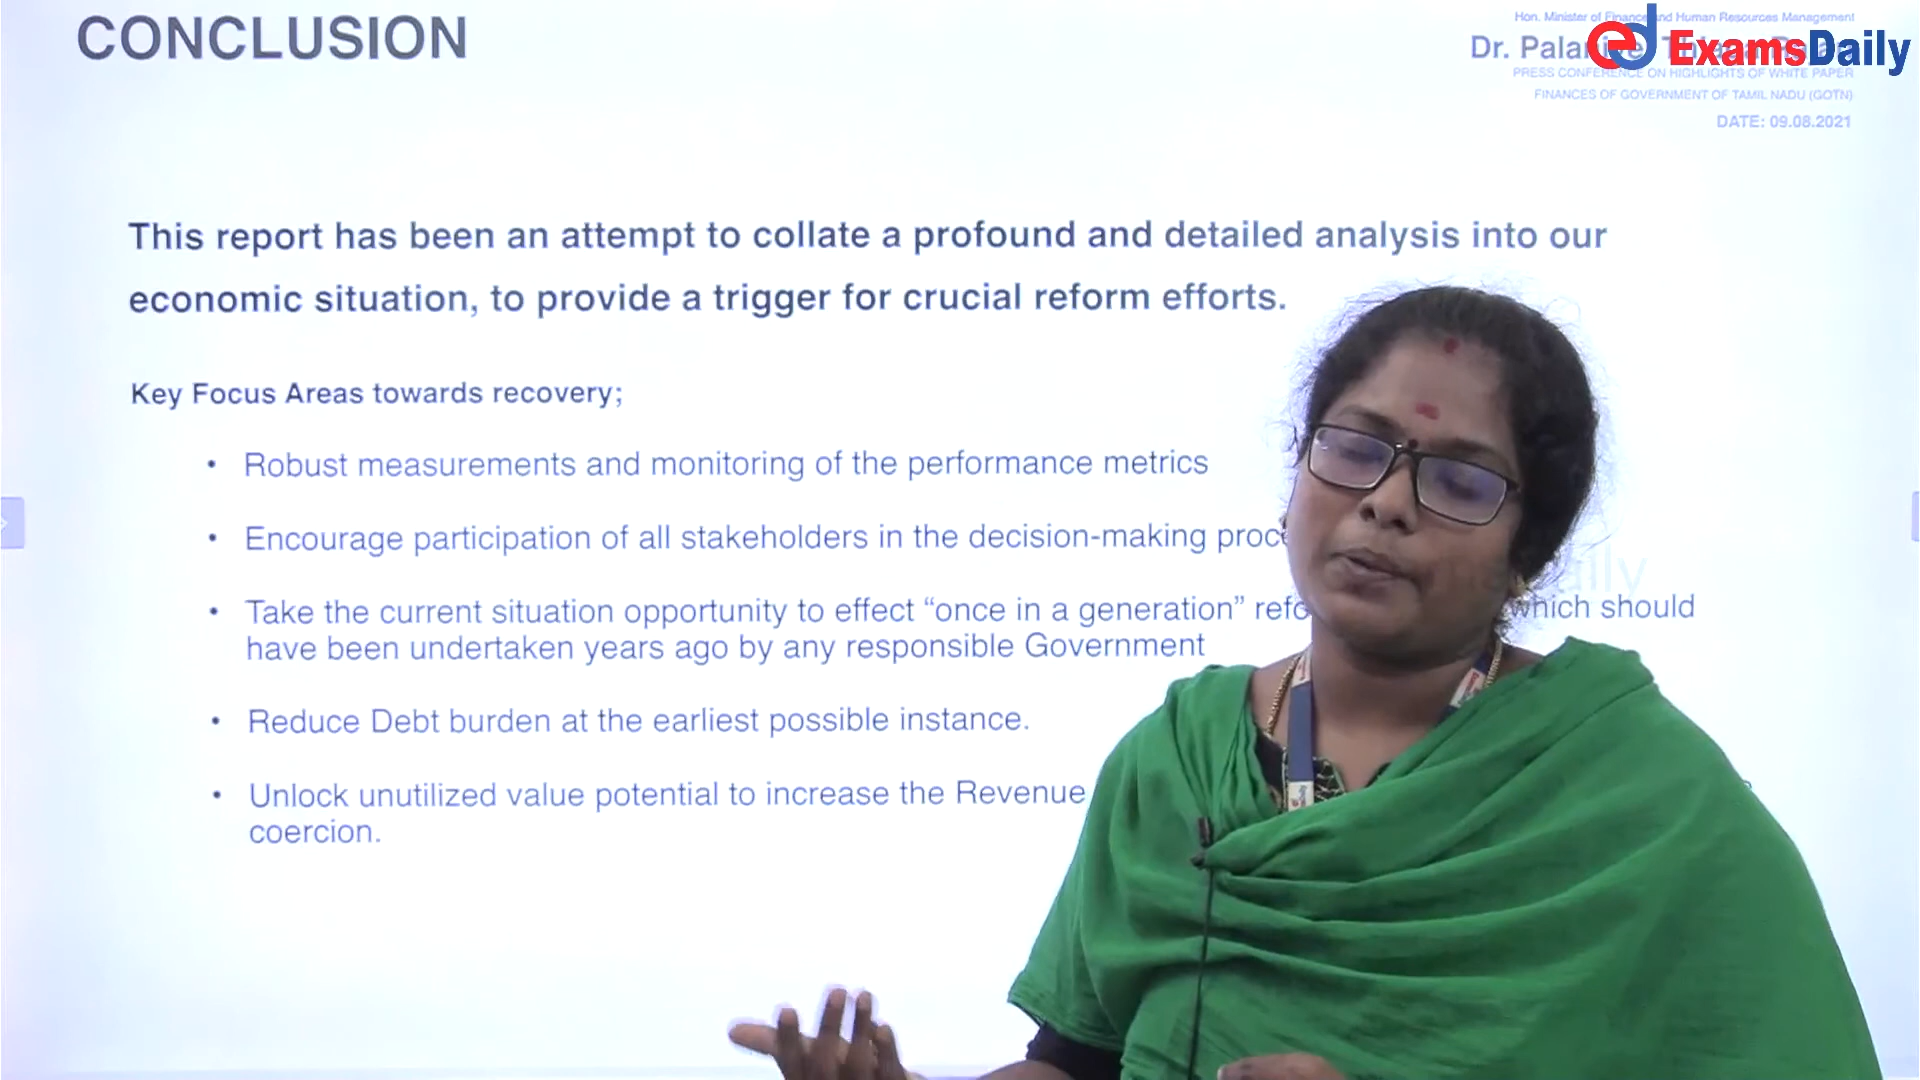 CONCLUSION
Hon. Minister of Finance and Human Resources Management
Dr.
ExamsDaily
PRESS CONFERENCE ON HIGHLIGHTS OF WHITE PAPER
FINANCES OF GOVERNMENT OF TAMIL NADU (GOTN)
DATE: 09.08.2021
This report has been an attempt to collate a profound and detailed analysis into our
economic situation, to provide a trigger for crucial reform efforts.
Key Focus Areas towards recovery;
• Robust measurements and monitoring of the performance metrics
• Encourage participation of all stakeholders in the decision-making
• Take the current situation opportunity to effect “once in a generation” which should
have been undertaken years ago by any responsible Government
• Reduce Debt burden at the earliest possible instance.
• Unlock unutilized value potential to increase the Revenue
coercion.